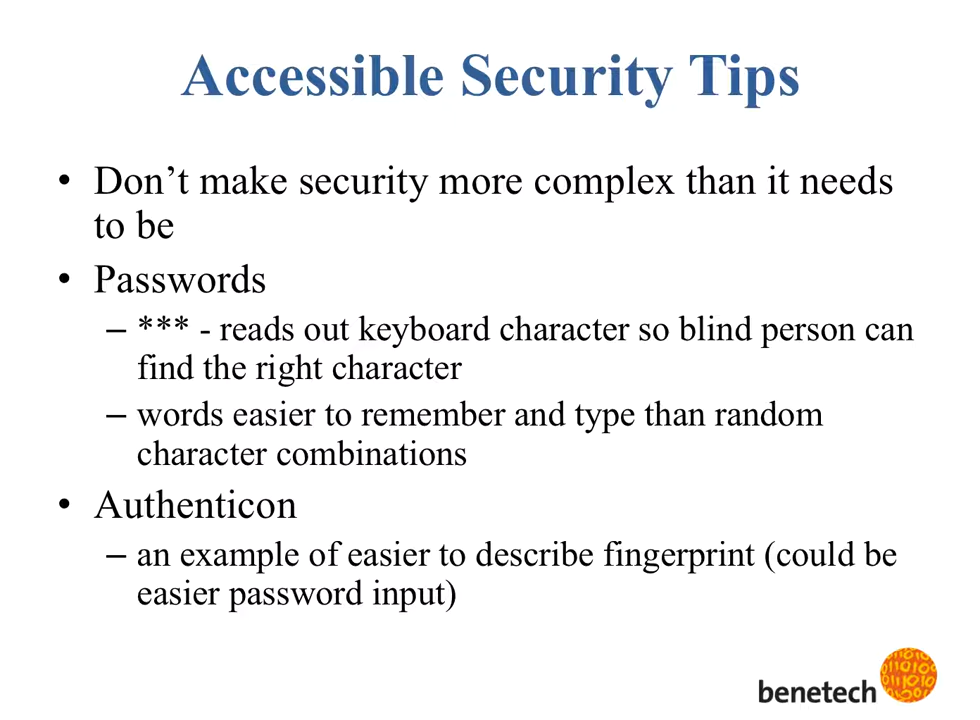 Accessible Security Tips
• Don’t make security more complex than it needs
to be
• Passwords
– *** - reads out keyboard character so blind person can
find the right character
– words easier to remember and type than random
character combinations
• Authenticon
– an example of easier to describe fingerprint (could be
easier password input)
benetech